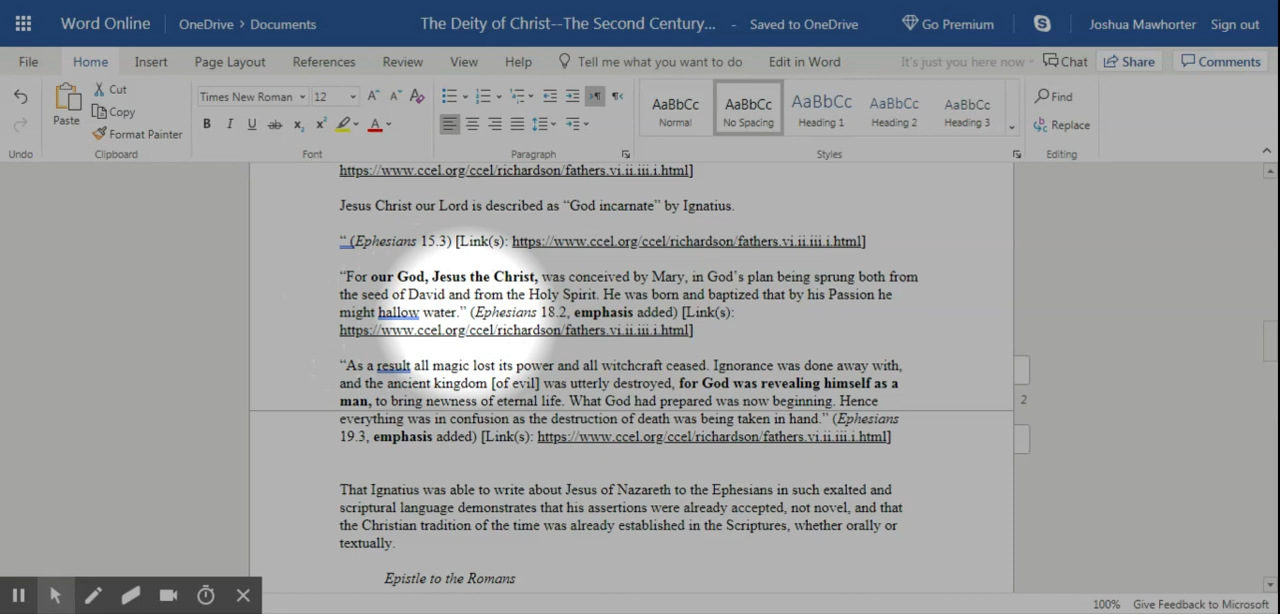 Word Online OneDrive > Documents The Deity of Christ--The Second Century... - Saved to OneDrive Go Premium Joshua Mawhorter Sign out
File Home Insert Page Layout References Review View Help Tell me what you want to do Edit in Word It's just you here now Chat Share Comments
Paste Cut Copy Format Painter
Times New Roman 12
B I U ab x₂ x² A
AaBbCc Normal AaBbCc No Spacing AaBbCc Heading 1 AaBbCc Heading 2 AaBbCc Heading 3
Find
Replace
Undo Clipboard Font Paragraph Styles Editing
https://www.ccel.org/ccel/richardson/fathers.vi.ii.iii.i.html]
Jesus Christ our Lord is described as “God incarnate” by Ignatius.
“ (Ephesians 15.3) [Link(s): https://www.ccel.org/ccel/richardson/fathers.vi.ii.iii.i.html]
“For our God, Jesus the Christ, was conceived by Mary, in God’s plan being sprung both from
the seed of David and from the Holy Spirit. He was born and baptized that by his Passion he
might hallow water.” (Ephesians 18.2, emphasis added) [Link(s):
https://www.ccel.org/ccel/richardson/fathers.vi.ii.iii.i.html]
“As a result all magic lost its power and all witchcraft ceased. Ignorance was done away with,
and the ancient kingdom [of evil] was utterly destroyed, for God was revealing himself as a
man, to bring newness of eternal life. What God had prepared was now beginning. Hence
everything was in confusion as the destruction of death was being taken in hand.” (Ephesians
19.3, emphasis added) [Link(s): https://www.ccel.org/ccel/richardson/fathers.vi.ii.iii.i.html]
2
That Ignatius was able to write about Jesus of Nazareth to the Ephesians in such exalted and
scriptural language demonstrates that his assertions were already accepted, not novel, and that
the Christian tradition of the time was already established in the Scriptures, whether orally or
textually.
Epistle to the Romans
100% Give Feedback to Microsoft